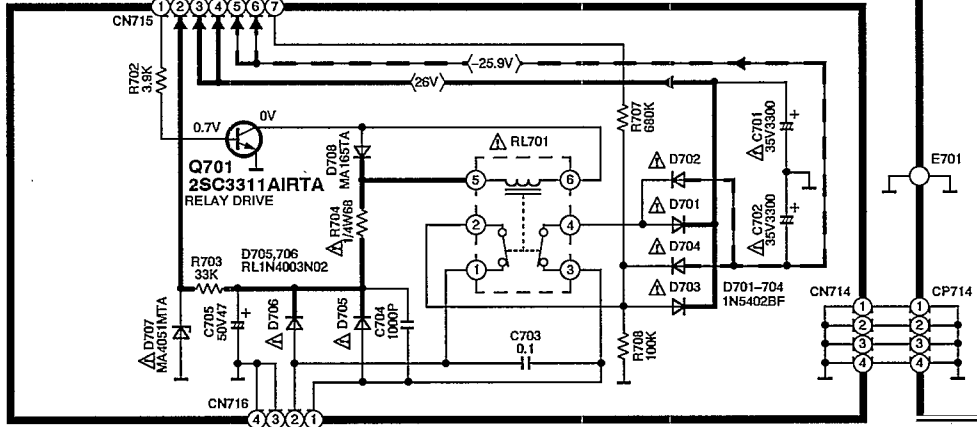 CN715
1 2 3 4 5 6 7
-25.9V
26V
R702
3.9K
0.7V
0V
Q701
2SC3311AIRTA
RELAY DRIVE
D708
MA165TA
RL701
5 6
2 4
1 3
R704
1/4W68
R707
680K
D702
D701
D704
D703
D701-704
1N5402BF
C701
35V3300
C702
35V3300
E701
R703
33K
D705,706
RL1N4003N02
D707
MA4051MTA
C705
50V47
D706
D705
C704
1000P
C703
0.1
R708
100K
CN714
CP714
1 1
2 2
3 3
4 4
CN716
4 3 2 1